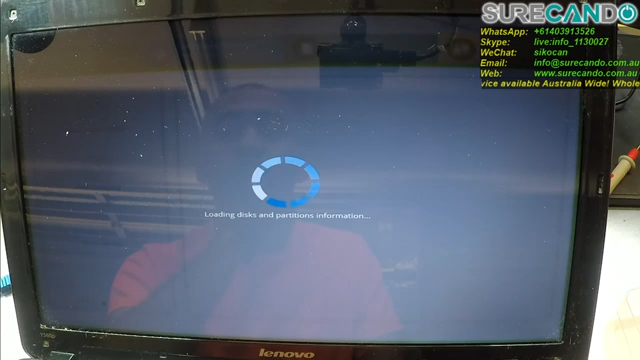 SURECANDO
WhatsApp: +61403913526
Skype: live:info_1130027
WeChat: sikocan
Email: info@surecando.com.au
Web: www.surecando.com.au
vice available Australia Wide! Whole
Loading disks and partitions information...
lenovo